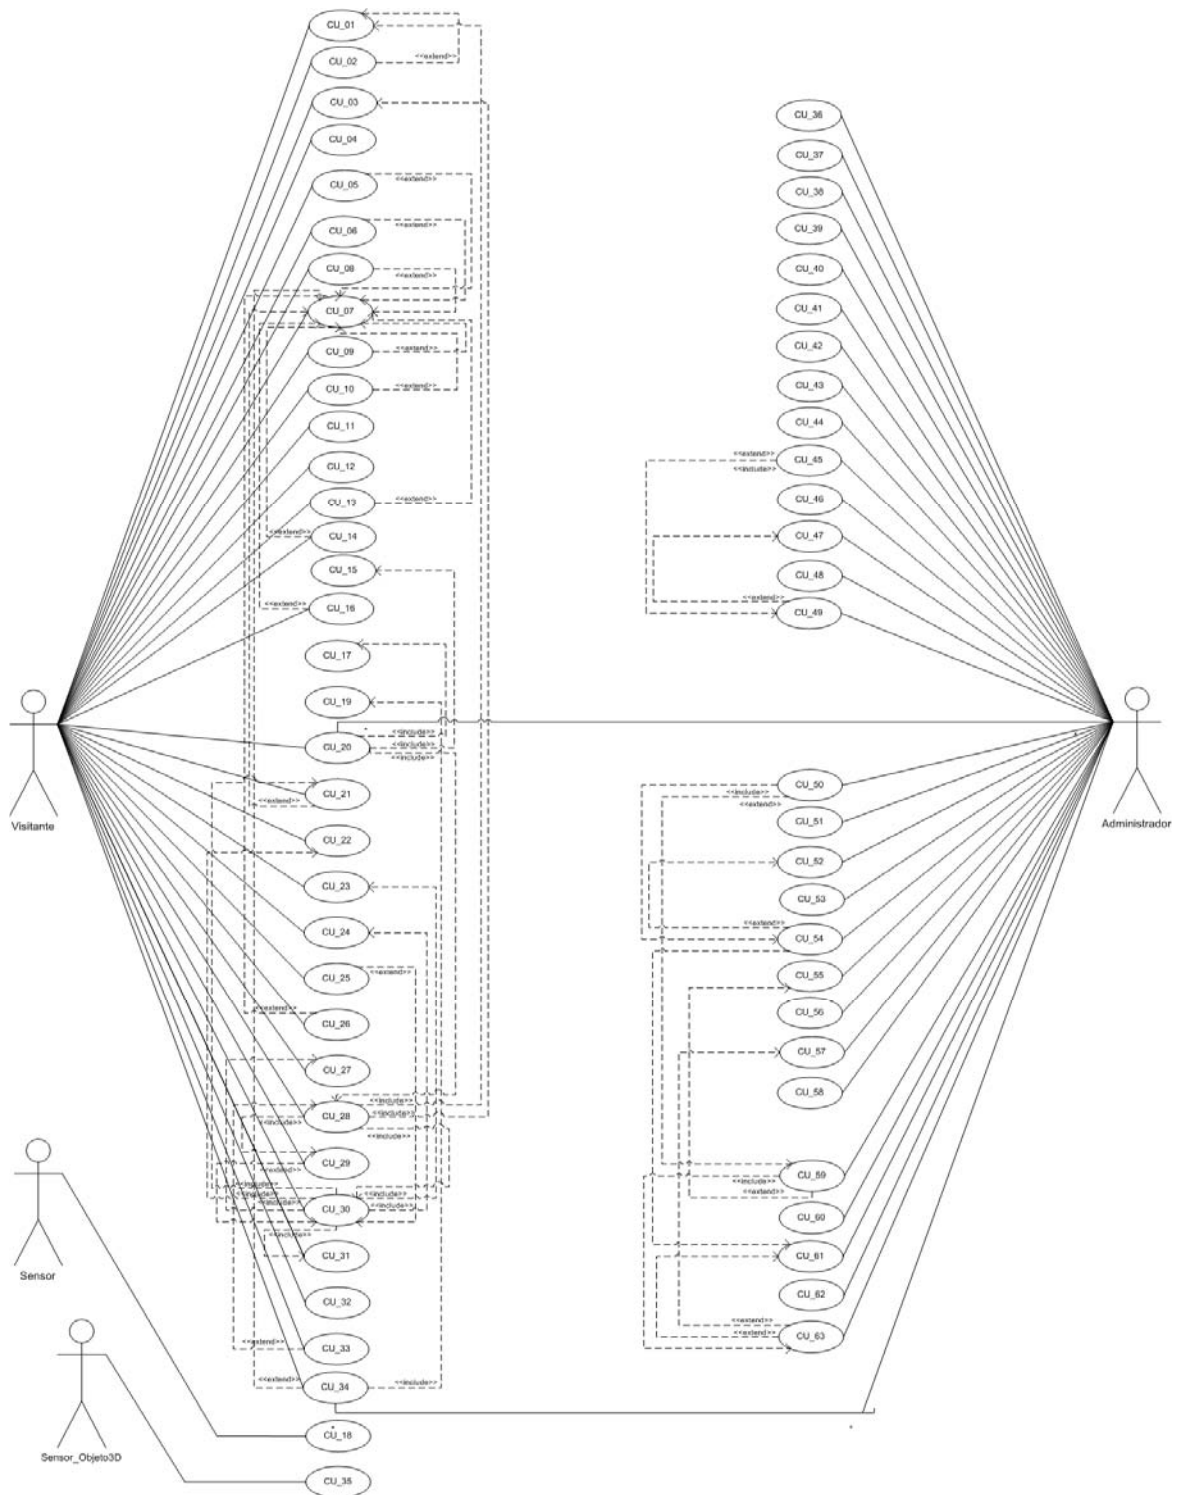 CU_01
CU_02
<<extend>>
CU_03
CU_04
CU_05
<<extend>>
CU_06
<<extend>>
CU_08
<<extend>>
CU_07
CU_09
<<extend>>
CU_10
<<extend>>
CU_11
CU_12
CU_13
<<extend>>
<<extend>>
CU_14
CU_15
<<extend>>
CU_16
CU_17
CU_19
CU_20
<<include>>
<<include>>
<<include>>
CU_21
<<extend>>
CU_22
CU_23
CU_24
CU_25
<<extend>>
<<extend>>
CU_26
CU_27
CU_28
<<include>>
<<include>>
<<include>>
<<include>>
CU_29
<<extend>>
<<include>>
<<include>>
<<include>>
CU_30
<<include>>
<<include>>
<<include>>
CU_31
CU_32
CU_33
<<extend>>
CU_34
<<extend>>
<<include>>
CU_18
CU_35
Visitante
Sensor
Sensor_Objeto3D
CU_36
CU_37
CU_38
CU_39
CU_40
CU_41
CU_42
CU_43
CU_44
<<extend>>
CU_45
<<include>>
CU_46
CU_47
CU_48
<<extend>>
CU_49
CU_50
<<include>>
<<extend>>
CU_51
CU_52
CU_53
<<extend>>
CU_54
CU_55
CU_56
CU_57
CU_58
CU_59
<<include>>
<<extend>>
CU_60
CU_61
CU_62
<<extend>>
<<extend>>
CU_63
Administrador